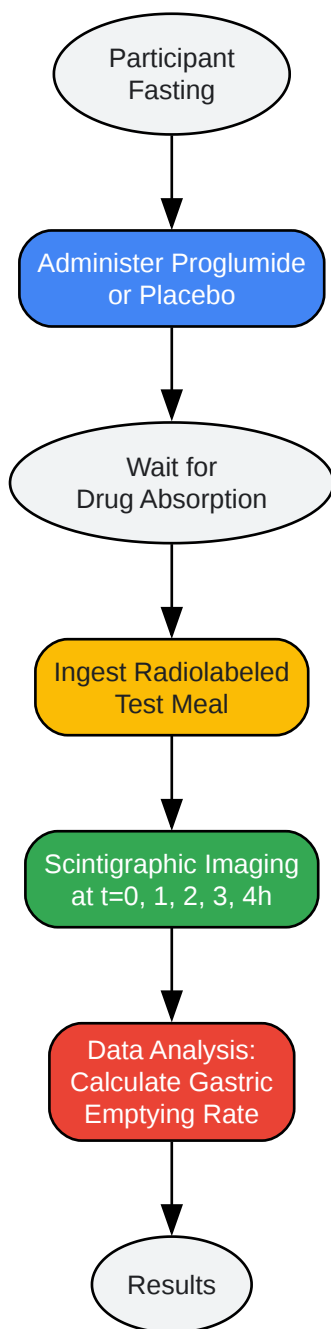 Participant
Fasting
Administer Proglumide
or Placebo
Wait for
Drug Absorption
Ingest Radiolabeled
Test Meal
Scintigraphic Imaging
at t=0, 1, 2, 3, 4h
Data Analysis:
Calculate Gastric
Emptying Rate
Results